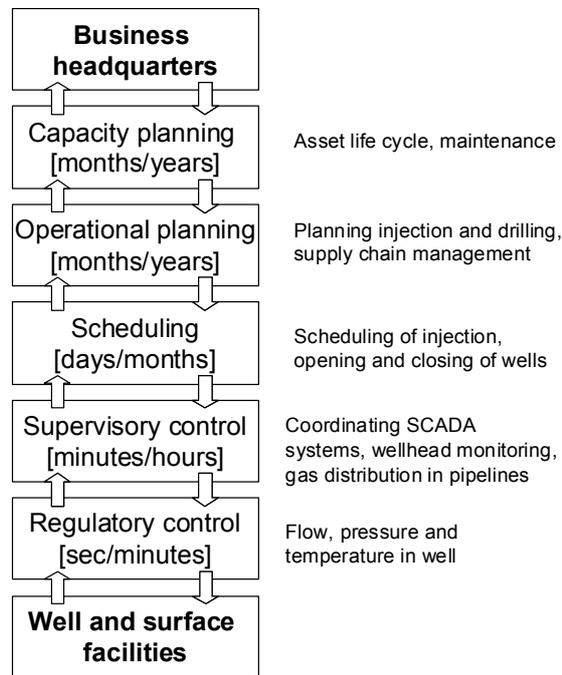 Business
headquarters
Capacity planning
[months/years]
Asset life cycle, maintenance
Operational planning
[months/years]
Planning injection and drilling,
supply chain management
Scheduling
[days/months]
Scheduling of injection,
opening and closing of wells
Supervisory control
[minutes/hours]
Coordinating SCADA
systems, wellhead monitoring,
gas distribution in pipelines
Regulatory control
[sec/minutes]
Flow, pressure and
temperature in well
Well and surface
facilities